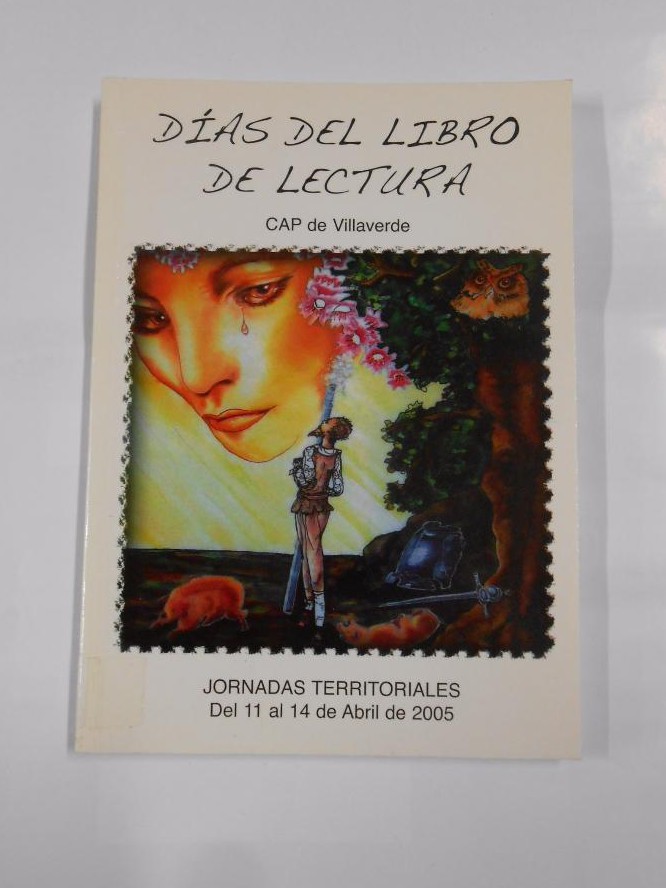 DÍAS DEL LIBRO
DE LECTURA
CAP de Villaverde
JORNADAS TERRITORIALES
Del 11 al 14 de Abril de 2005